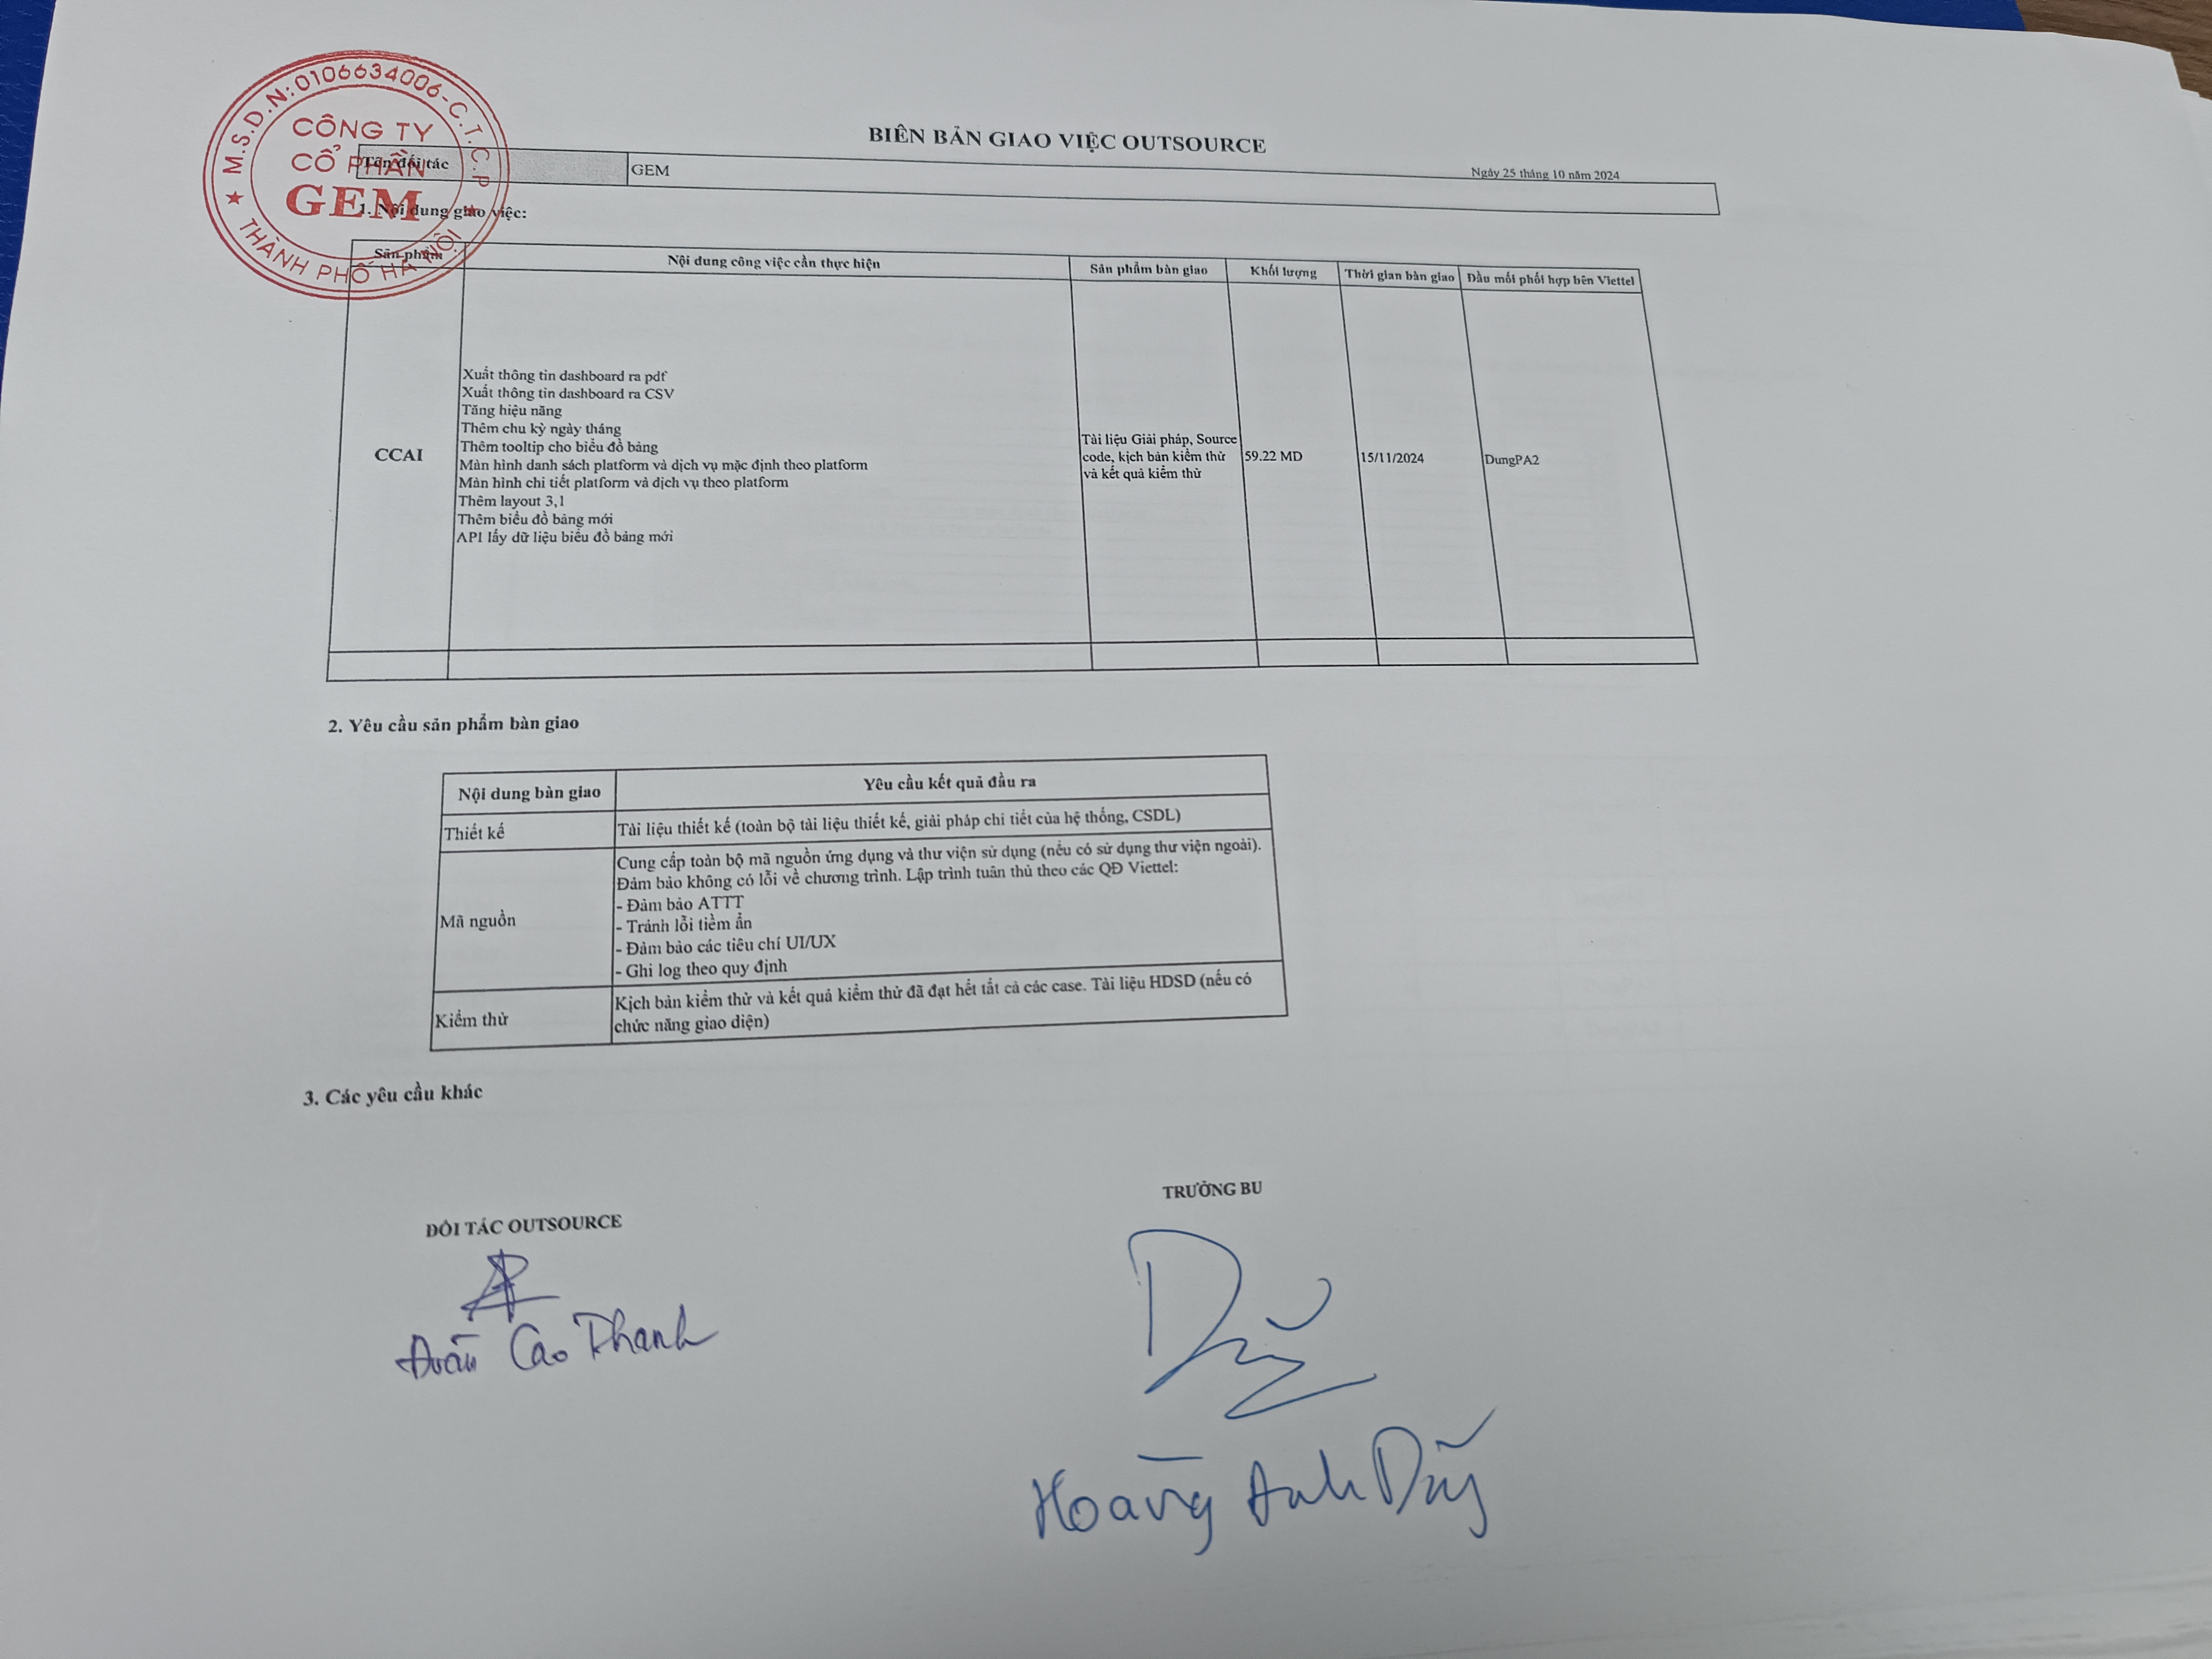 M.S.D.N:0106634006-C.T.C.P
CÔNG TY
CỔ PHẦN
GEM
THÀNH PHỐ HÀ NỘI
BIÊN BẢN GIAO VIỆC OUTSOURCE
Ngày 25 tháng 10 năm 2024
Tên đối tác
GEM
1. Nội dung giao việc:
Sản phẩm
Nội dung công việc cần thực hiện
Sản phẩm bàn giao
Khối lượng
Thời gian bàn giao
Đầu mối phối hợp bên Viettel
CCAI
Xuất thông tin dashboard ra pdf
Xuất thông tin dashboard ra CSV
Tăng hiệu năng
Thêm chu kỳ ngày tháng
Thêm tooltip cho biểu đồ bảng
Màn hình danh sách platform và dịch vụ mặc định theo platform
Màn hình chi tiết platform và dịch vụ theo platform
Thêm layout 3,1
Thêm biểu đồ bảng mới
API lấy dữ liệu biểu đồ bảng mới
Tài liệu Giải pháp, Source
code, kịch bản kiểm thử
và kết quả kiểm thử
59.22 MD
15/11/2024
DungPA2
2. Yêu cầu sản phẩm bàn giao
Nội dung bàn giao
Yêu cầu kết quả đầu ra
Thiết kế
Tài liệu thiết kế (toàn bộ tài liệu thiết kế, giải pháp chi tiết của hệ thống, CSDL)
Mã nguồn
Cung cấp toàn bộ mã nguồn ứng dụng và thư viện sử dụng (nếu có sử dụng thư viện ngoài).
Đảm bảo không có lỗi về chương trình. Lập trình tuân thủ theo các QĐ Viettel:
- Đảm bảo ATTT
- Tránh lỗi tiềm ẩn
- Đảm bảo các tiêu chí UI/UX
- Ghi log theo quy định
Kiểm thử
Kịch bản kiểm thử và kết quả kiểm thử đã đạt hết tất cả các case. Tài liệu HDSD (nếu có
chức năng giao diện)
3. Các yêu cầu khác
ĐỐI TÁC OUTSOURCE
TRƯỞNG BU
Cao Thanh
Hoàng Anh Dũng